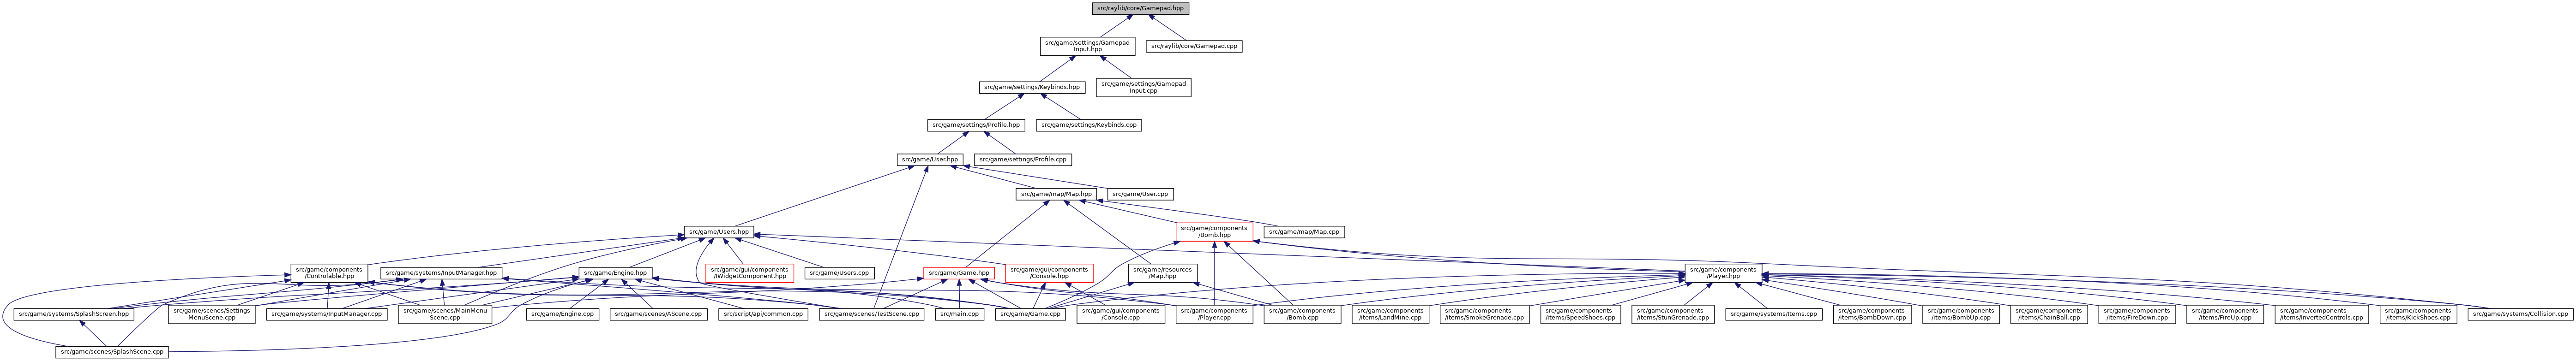 src/raylib/core/Gamepad.hpp
src/game/settings/Gamepad
Input.hpp
src/raylib/core/Gamepad.cpp
src/game/settings/Keybinds.hpp
src/game/settings/Gamepad
Input.cpp
src/game/settings/Profile.hpp
src/game/settings/Keybinds.cpp
src/game/User.hpp
src/game/settings/Profile.cpp
src/game/map/Map.hpp
src/game/User.cpp
src/game/Users.hpp
src/game/components
/Bomb.hpp
src/game/map/Map.cpp
src/game/components
/Controlable.hpp
src/game/systems/InputManager.hpp
src/game/Engine.hpp
src/game/gui/components
/IWidgetComponent.hpp
src/game/Users.cpp
src/game/Game.hpp
src/game/gui/components
/Console.hpp
src/game/resources
/Map.hpp
src/game/components
/Player.hpp
src/game/systems/SplashScreen.hpp
src/game/scenes/Settings
MenuScene.cpp
src/game/systems/InputManager.cpp
src/game/scenes/MainMenu
Scene.cpp
src/game/Engine.cpp
src/game/scenes/AScene.cpp
src/script/api/common.cpp
src/game/scenes/TestScene.cpp
src/main.cpp
src/game/Game.cpp
src/game/gui/components
/Console.cpp
src/game/components
/Player.cpp
src/game/components
/Bomb.cpp
src/game/components
/items/LandMine.cpp
src/game/components
/items/SmokeGrenade.cpp
src/game/components
/items/SpeedShoes.cpp
src/game/components
/items/StunGrenade.cpp
src/game/systems/Items.cpp
src/game/components
/items/BombDown.cpp
src/game/components
/items/BombUp.cpp
src/game/components
/items/ChainBall.cpp
src/game/components
/items/FireDown.cpp
src/game/components
/items/FireUp.cpp
src/game/components
/items/InvertedControls.cpp
src/game/components
/items/KickShoes.cpp
src/game/systems/Collision.cpp
src/game/scenes/SplashScene.cpp